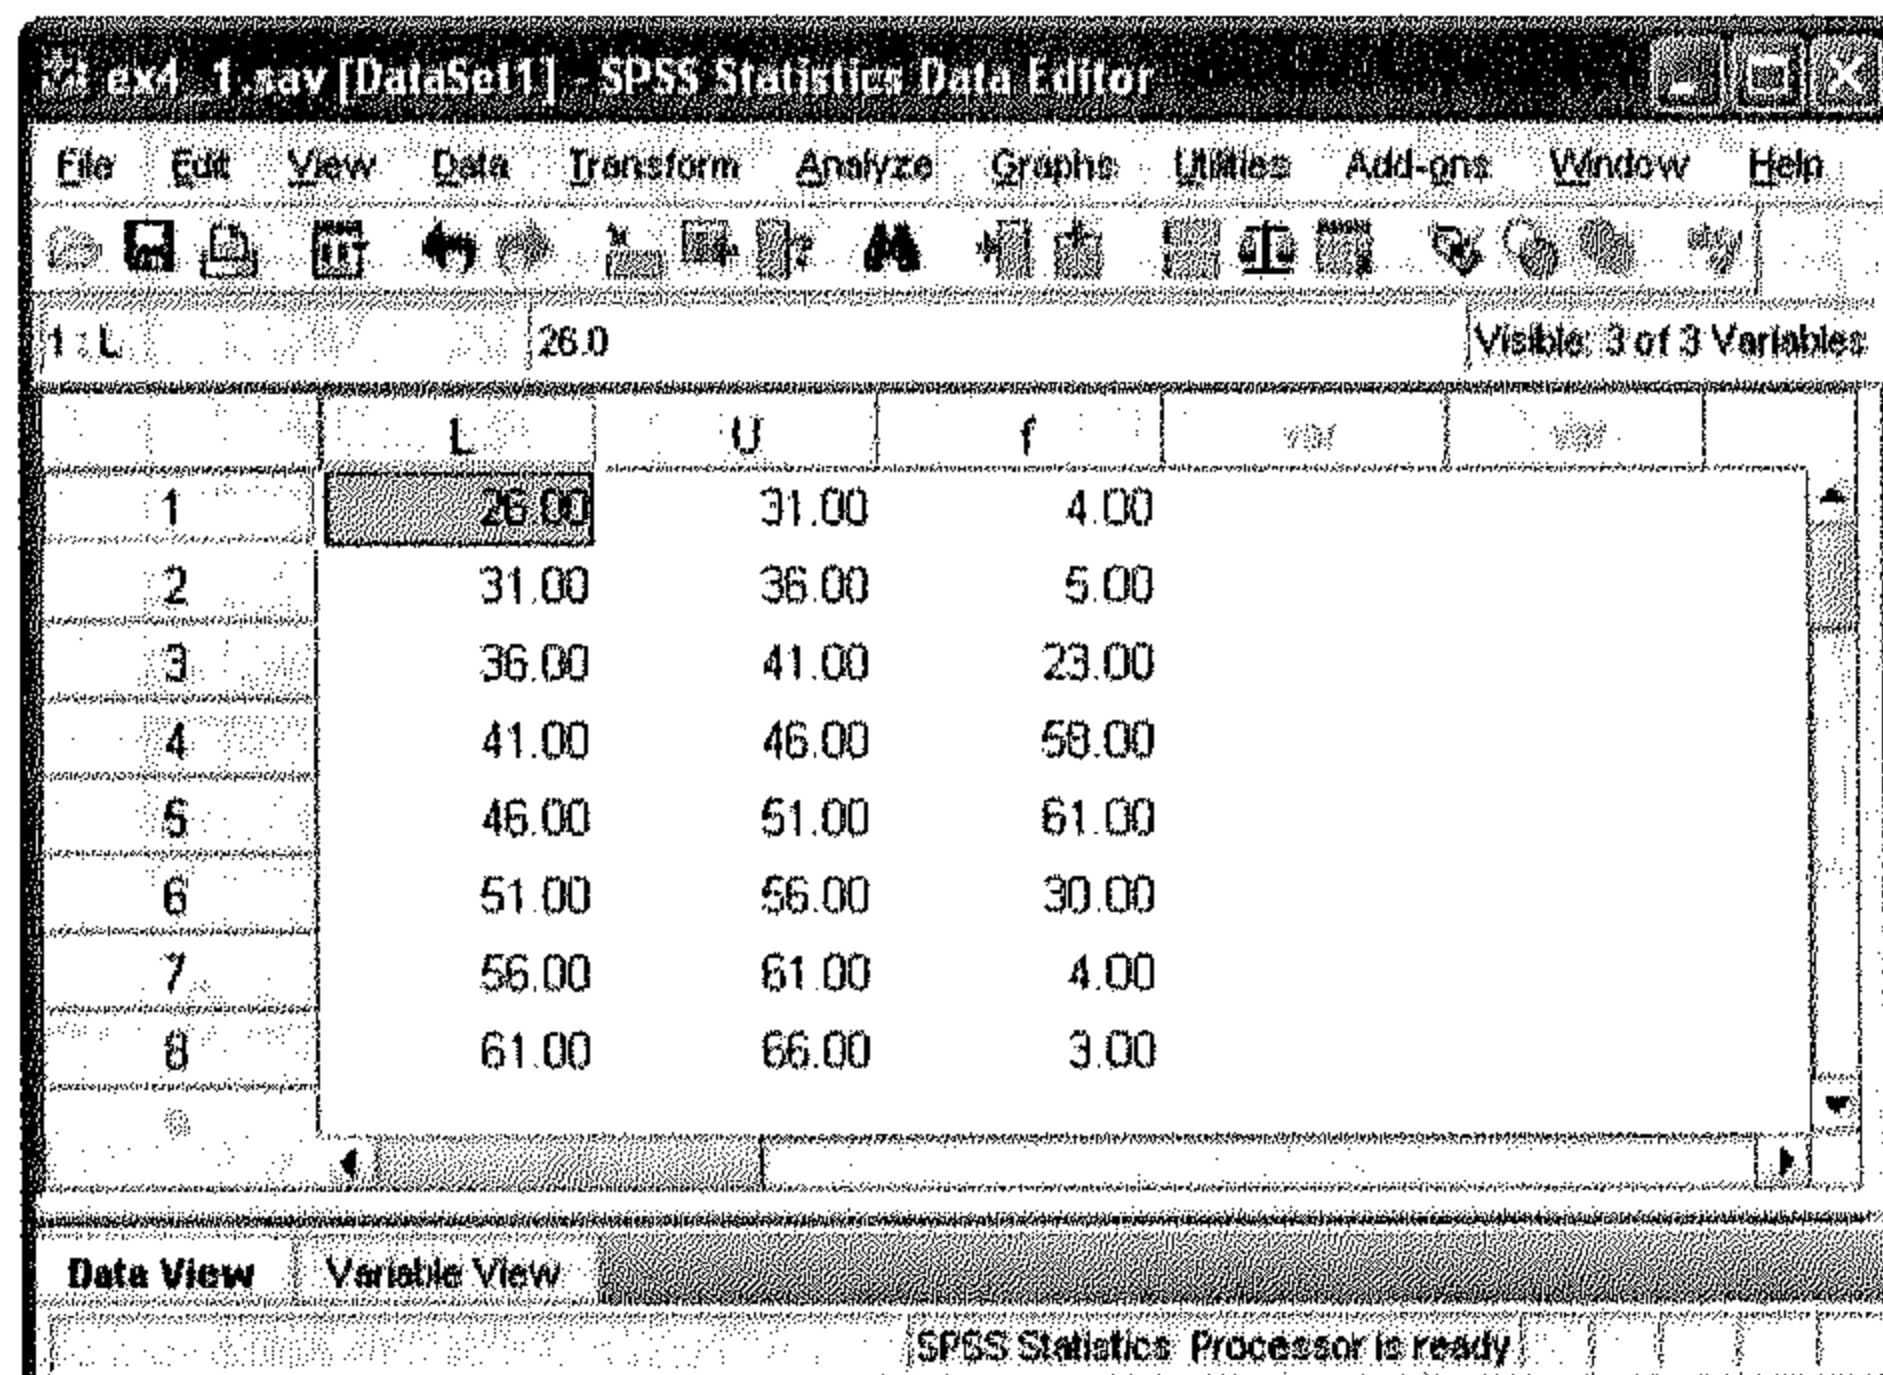 ex4_1.sav [DataSet1] - SPSS Statistics Data Editor
File Edit View Data Transform Analyze Graphs Utilities Add-ons Window Help
1 : L 26.0 Visible: 3 of 3 Variables
L U f var var
1 26.00 31.00 4.00
2 31.00 36.00 5.00
3 36.00 41.00 23.00
4 41.00 46.00 58.00
5 46.00 51.00 61.00
6 51.00 56.00 30.00
7 56.00 61.00 4.00
8 61.00 66.00 3.00
9
Data View Variable View
SPSS Statistics Processor is ready